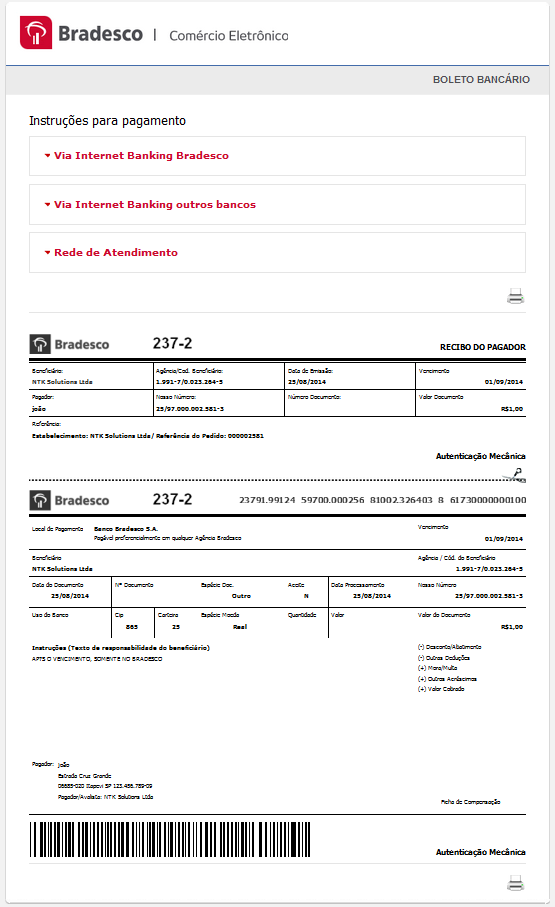 Bradesco | Comércio Eletrônico
BOLETO BANCÁRIO
Instruções para pagamento
Via Internet Banking Bradesco
Via Internet Banking outros bancos
Rede de Atendimento
Bradesco 237-2 RECIBO DO PAGADOR
Beneficiário: Agência/Cod. Beneficiário: Data de Emissão: Vencimento
NTK Solutions Ltda 1.991-7/0.023.264-5 25/08/2014 01/09/2014
Pagador: Nosso Número: Número Documento: Valor Documento
joão 25/97.000.002.581-3 R$1,00
Referência:
Estabelecimento: NTK Solutions Ltda/ Referência do Pedido: 000002581
Autenticação Mecânica
Bradesco 237-2 23791.99124 59700.000256 81002.326403 8 61730000000100
Local de Pagamento Banco Bradesco S.A. Vencimento
Pagável preferencialmente em qualquer Agência Bradesco 01/09/2014
Beneficiário Agência / Cód. do Beneficiário
NTK Solutions Ltda 1.991-7/0.023.264-5
Data do Documento Nº Documento Espécie Doc. Aceite Data Processamento Nosso Número
25/08/2014 Outro N 25/08/2014 25/97.000.002.581-3
Uso do Banco Cip Carteira Espécie Moeda Quantidade Valor Valor do Documento
865 25 Real R$1,00
Instruções (Texto de responsabilidade do beneficiário) (-) Desconto/Abatimento
APTS O VENCIMENTO, SOMENTE NO BRADESCO (-) Outras Deduções
(+) Mora/Multa
(+) Outros Acréscimos
(+) Valor Cobrado
Pagador: joão
Estrada Cruz Grande
06655-020 Itapevi SP 123.456.789-09
Pagador/Avalista: NTK Solutions Ltda
Ficha de Compensação
Autenticação Mecânica